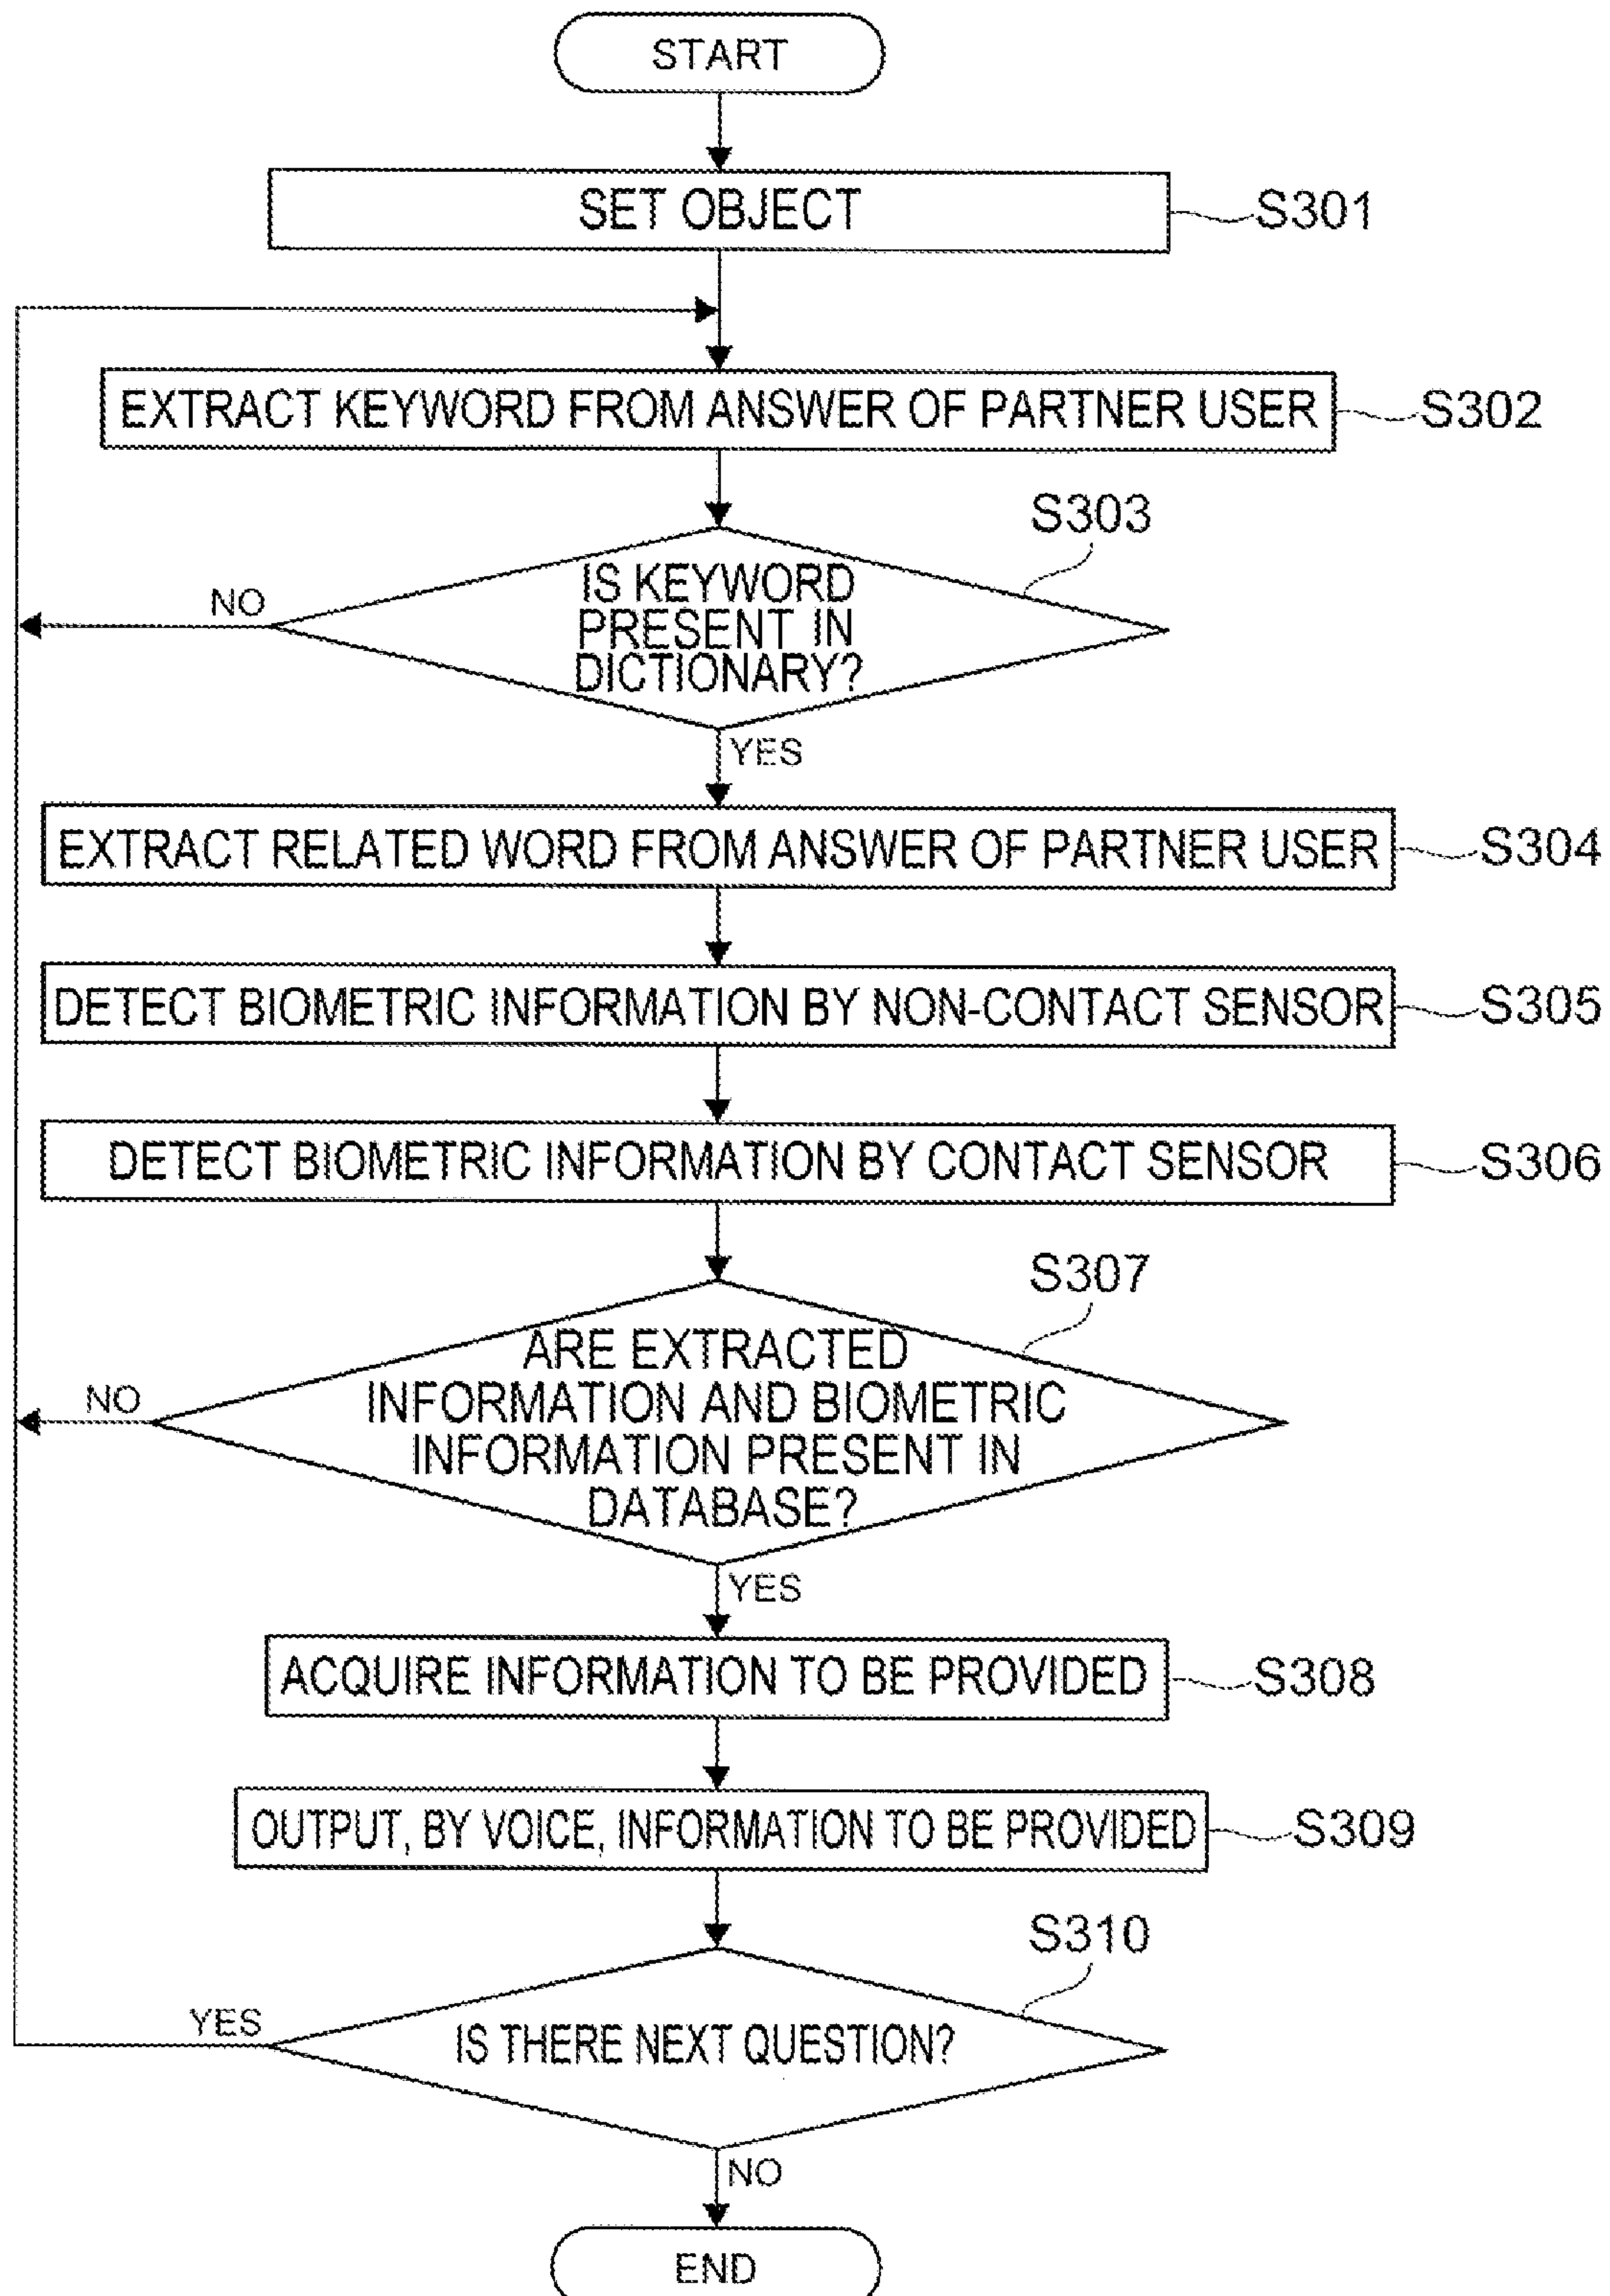 START
SET OBJECT
S301
EXTRACT KEYWORD FROM ANSWER OF PARTNER USER
S302
S303
IS KEYWORD
PRESENT IN
DICTIONARY?
NO
YES
EXTRACT RELATED WORD FROM ANSWER OF PARTNER USER
S304
DETECT BIOMETRIC INFORMATION BY NON-CONTACT SENSOR
S305
DETECT BIOMETRIC INFORMATION BY CONTACT SENSOR
S306
S307
ARE EXTRACTED
INFORMATION AND BIOMETRIC
INFORMATION PRESENT IN
DATABASE?
NO
YES
ACQUIRE INFORMATION TO BE PROVIDED
S308
OUTPUT, BY VOICE, INFORMATION TO BE PROVIDED
S309
S310
YES
IS THERE NEXT QUESTION?
NO
END